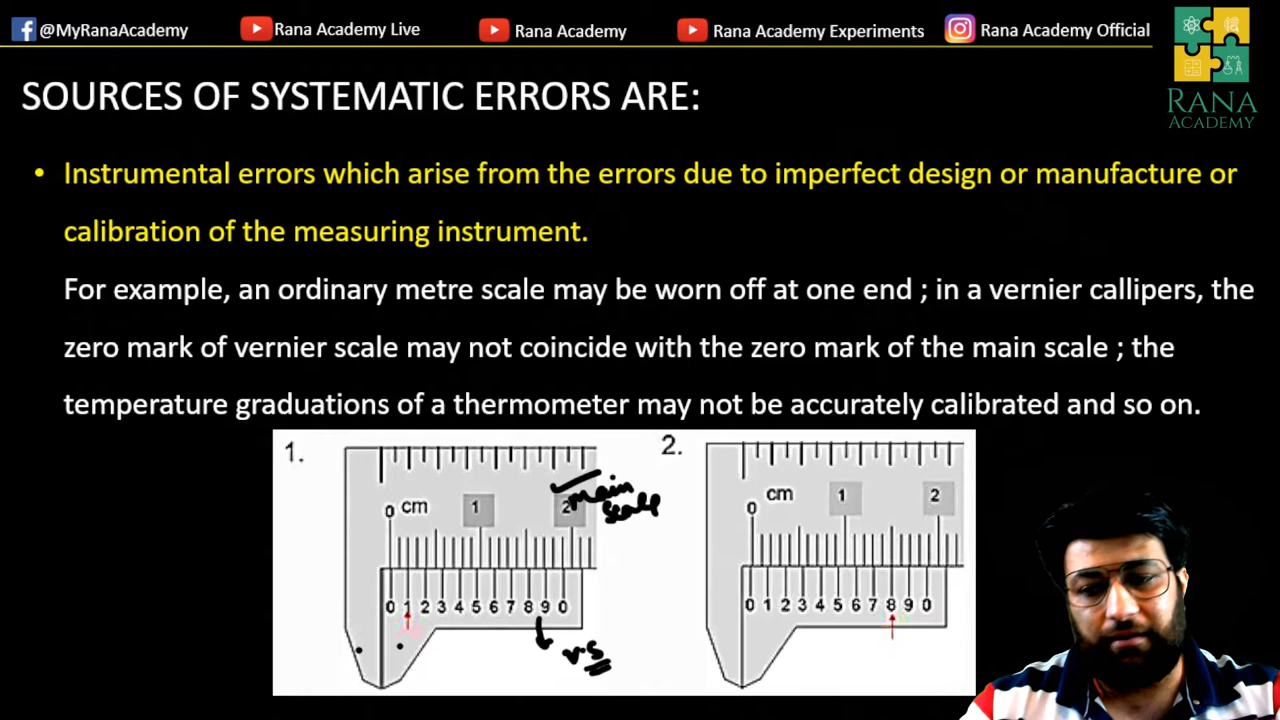 @MyRanaAcademy Rana Academy Live Rana Academy Rana Academy Experiments Rana Academy Official
RANA
ACADEMY
SOURCES OF SYSTEMATIC ERRORS ARE:
• Instrumental errors which arise from the errors due to imperfect design or manufacture or
calibration of the measuring instrument.
For example, an ordinary metre scale may be worn off at one end ; in a vernier callipers, the
zero mark of vernier scale may not coincide with the zero mark of the main scale ; the
temperature graduations of a thermometer may not be accurately calibrated and so on.
1.
0 cm 1 2
main
scale
0 1 2 3 4 5 6 7 8 9 0
v.s
2.
0 cm 1 2
0 1 2 3 4 5 6 7 8 9 0